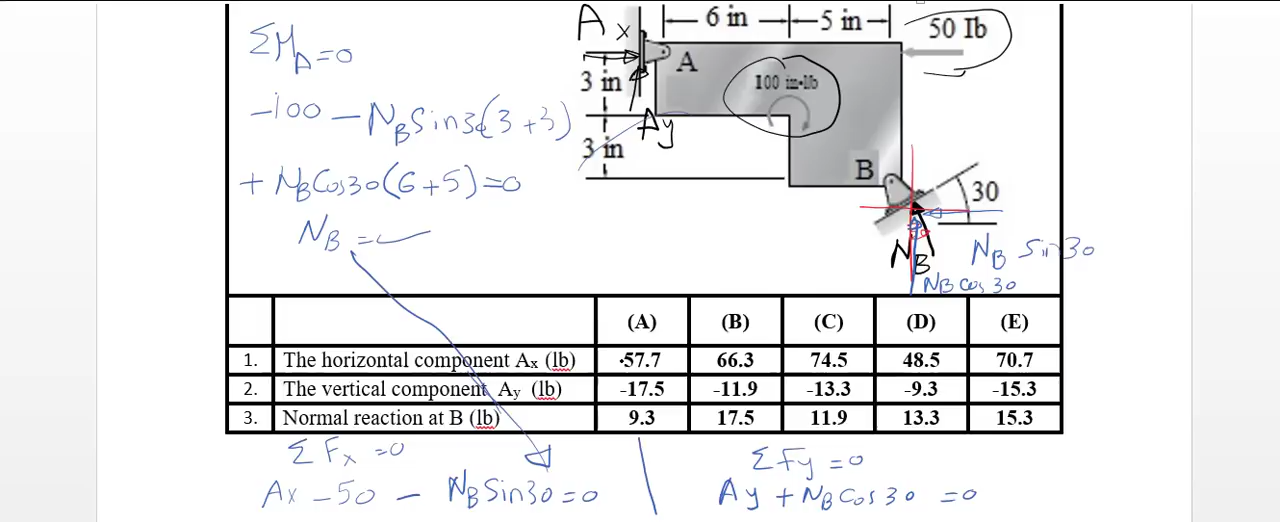 ΣM_A=0
-100 - N_B Sin30(3+3)
+ N_B Cos30(6+5)=0
N_B =
A_x
6 in
5 in
50 Ib
A
3 in
100 in·lb
Ay
3 in
B
30
N_B
N_B Sin30
N_B cos 30
(A) (B) (C) (D) (E)
1. The horizontal component Ax (lb) 57.7 66.3 74.5 48.5 70.7
2. The vertical component Ay (lb) -17.5 -11.9 -13.3 -9.3 -15.3
3. Normal reaction at B (lb) 9.3 17.5 11.9 13.3 15.3
ΣFx =0
Ax -50 - N_B Sin30=0
ΣFy =0
Ay + N_B Cos30 =0